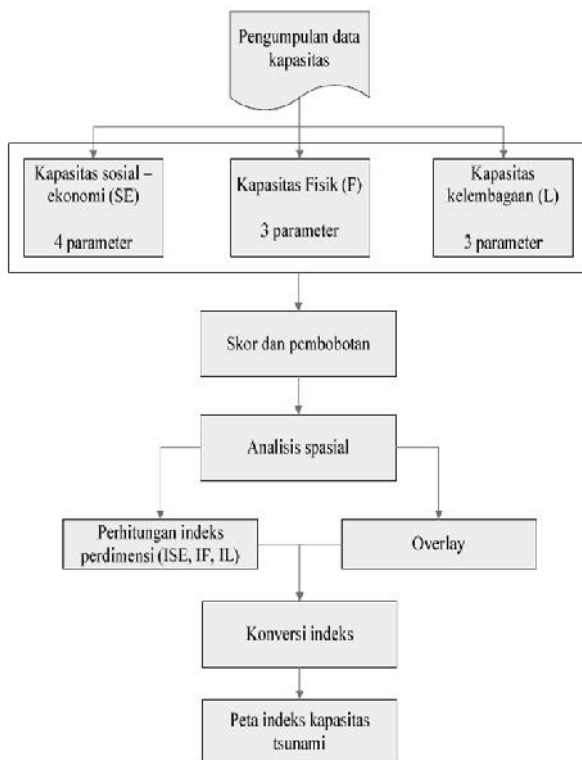 Pengumpulan data
kapasitas
Kapasitas sosial –
ekonomi (SE)
4 parameter
Kapasitas Fisik (F)
3 parameter
Kapasitas
kelembagaan (L)
3 parameter
Skor dan pembobotan
Analisis spasial
Perhitungan indeks
perdimensi (ISE, IF, IL)
Overlay
Konversi indeks
Peta indeks kapasitas
tsunami